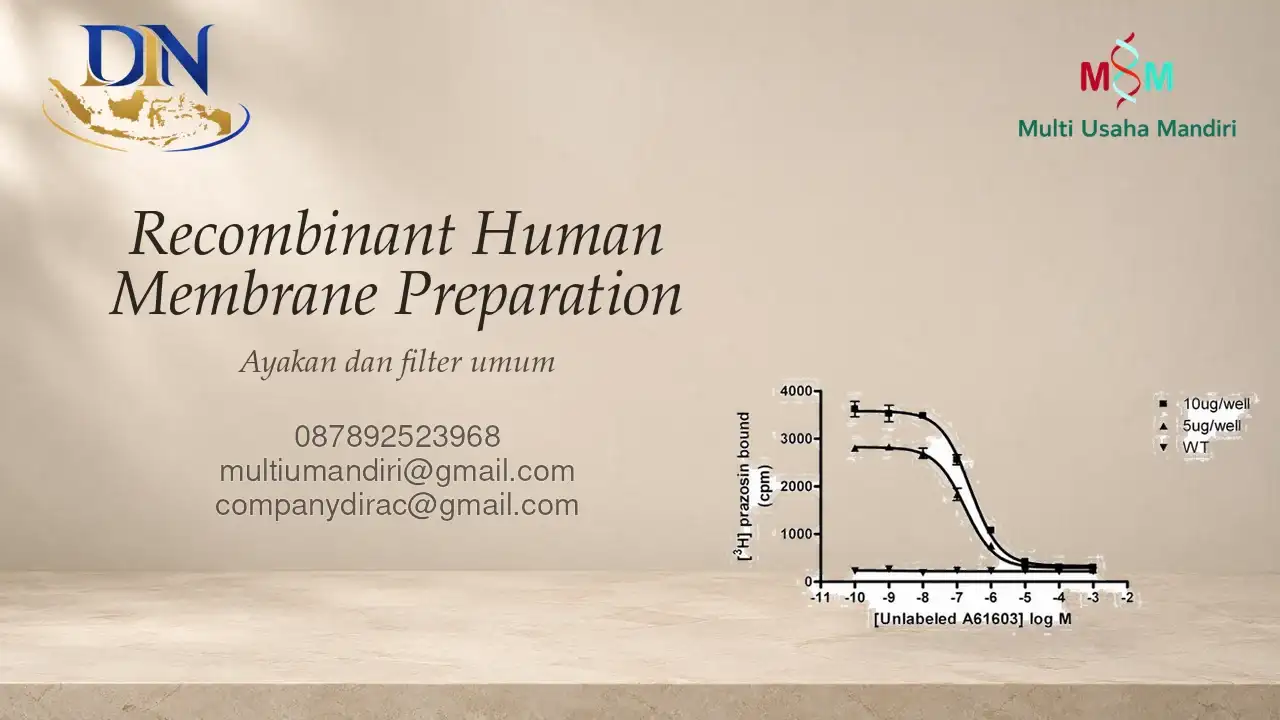 DIN
M M
Multi Usaha Mandiri
Recombinant Human
Membrane Preparation
Ayakan dan filter umum
087892523968
multiumandiri@gmail.com
companydirac@gmail.com
[³H] prazosin bound
(cpm)
4000
3000
2000
1000
0
-11 -10 -9 -8 -7 -6 -5 -4 -3 -2
[Unlabeled A61603] log M
10ug/well
5ug/well
WT